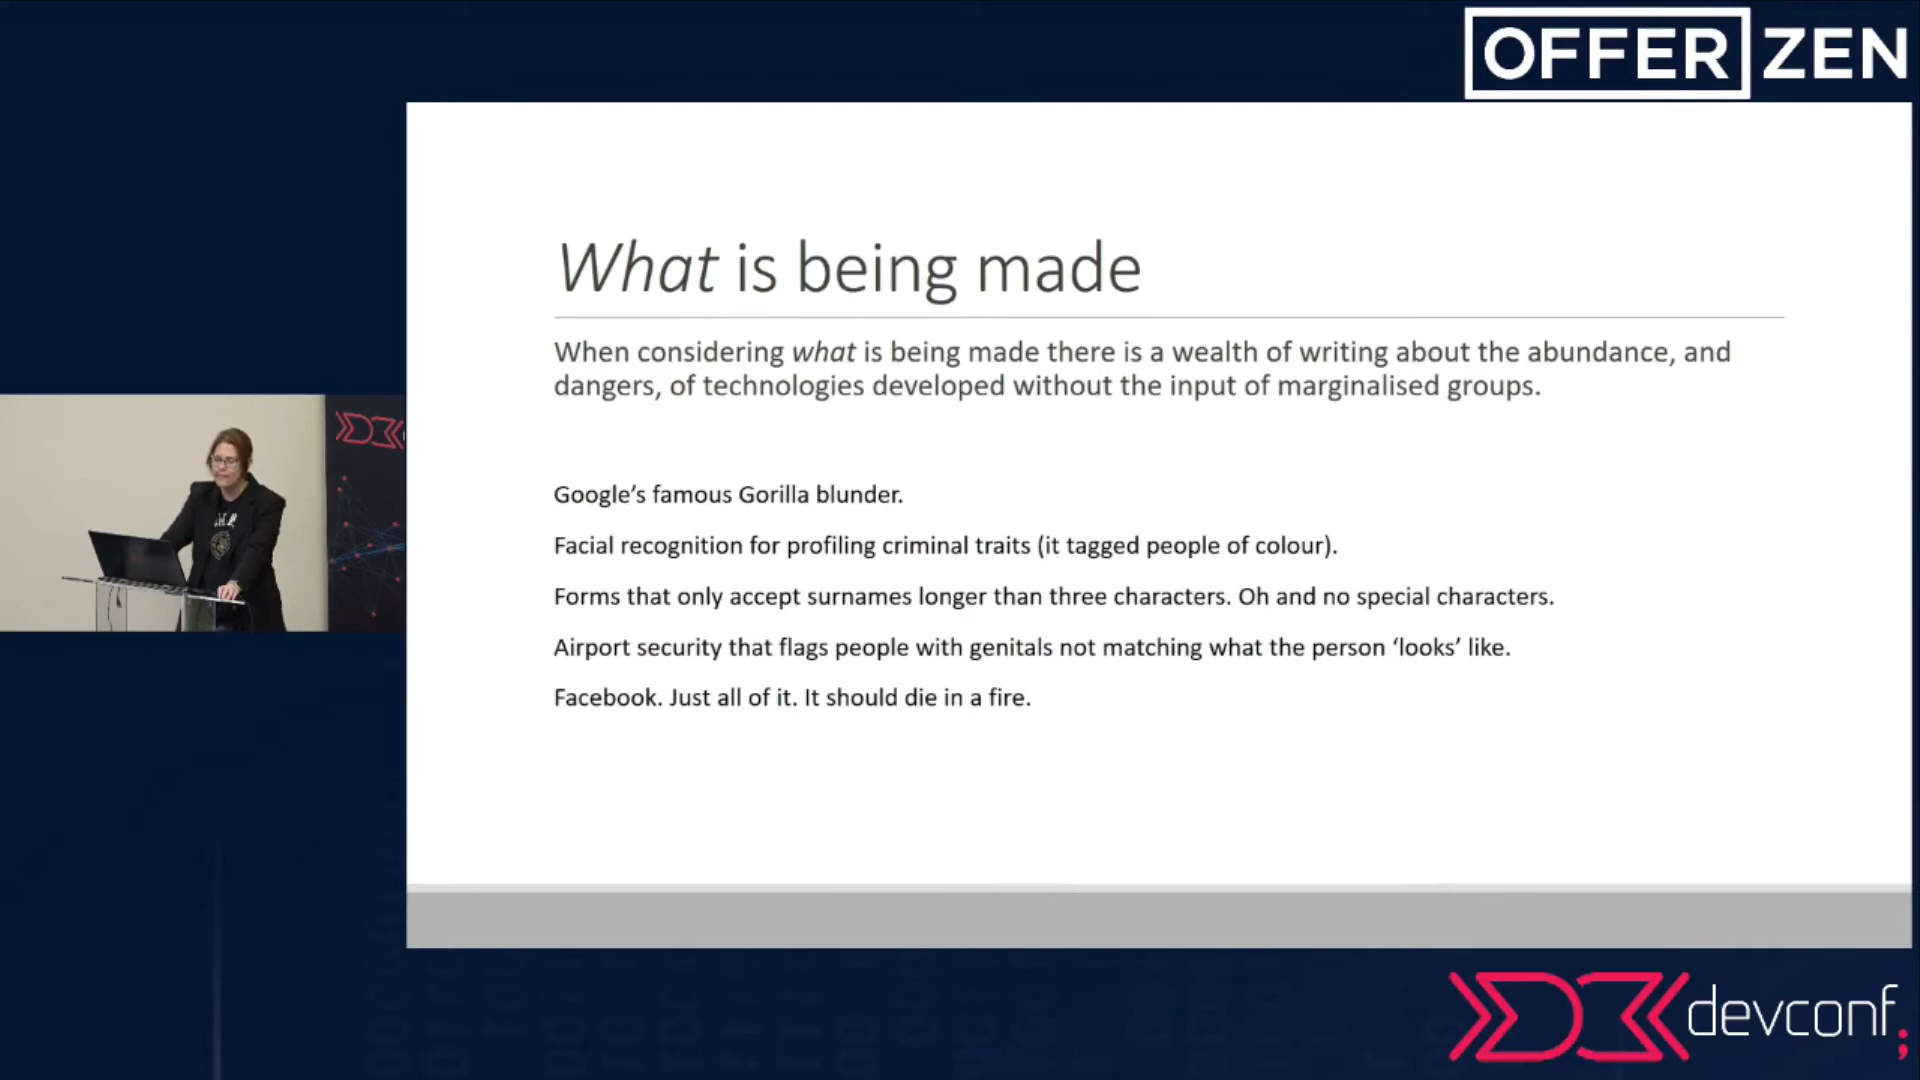 OFFER ZEN
What is being made
When considering what is being made there is a wealth of writing about the abundance, and
dangers, of technologies developed without the input of marginalised groups.
Google’s famous Gorilla blunder.
Facial recognition for profiling criminal traits (it tagged people of colour).
Forms that only accept surnames longer than three characters. Oh and no special characters.
Airport security that flags people with genitals not matching what the person ‘looks’ like.
Facebook. Just all of it. It should die in a fire.
devconf;